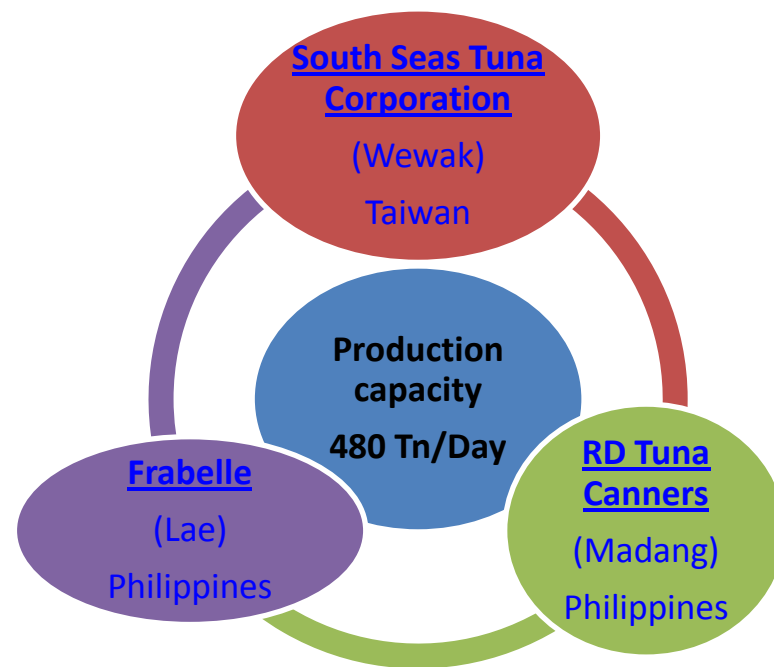 South Seas Tuna
Corporation
(Wewak)
Taiwan
Production
capacity
480 Tn/Day
Frabelle
(Lae)
Philippines
RD Tuna
Canners
(Madang)
Philippines